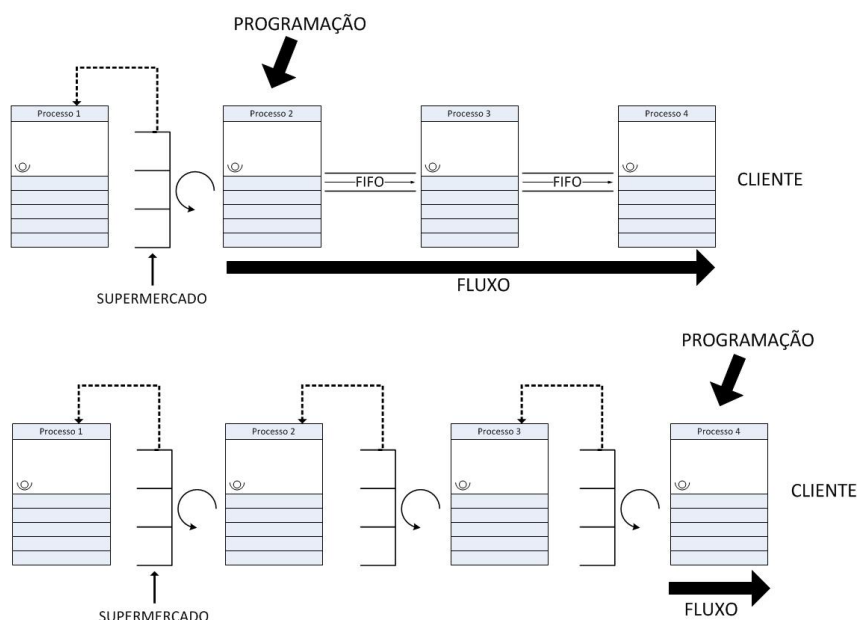 PROGRAMAÇÃO
Processo 1
Processo 2
Processo 3
Processo 4
FIFO
FIFO
CLIENTE
SUPERMERCADO
FLUXO
PROGRAMAÇÃO
Processo 1
Processo 2
Processo 3
Processo 4
CLIENTE
SUPERMERCADO
FLUXO